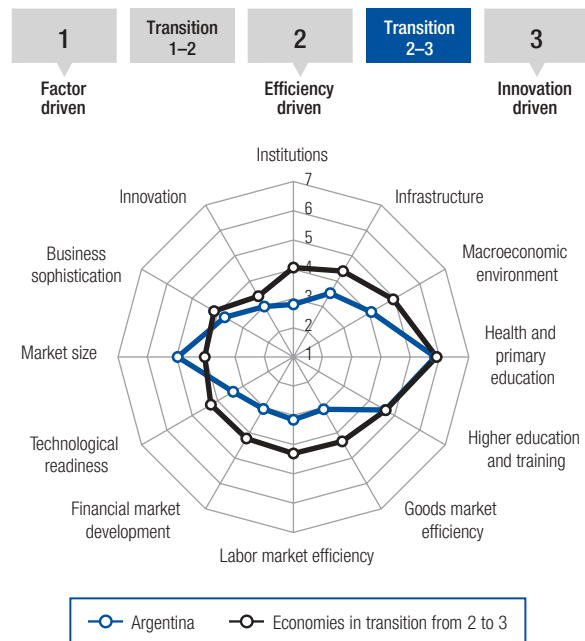 1
Transition
1–2
2
Transition
2–3
3
Factor
driven
Efficiency
driven
Innovation
driven
Institutions
7
6
5
4
3
2
1
Infrastructure
Macroeconomic
environment
Health and
primary
education
Higher education
and training
Goods market
efficiency
Labor market efficiency
Financial market
development
Technological
readiness
Market size
Business
sophistication
Innovation
Argentina
Economies in transition from 2 to 3